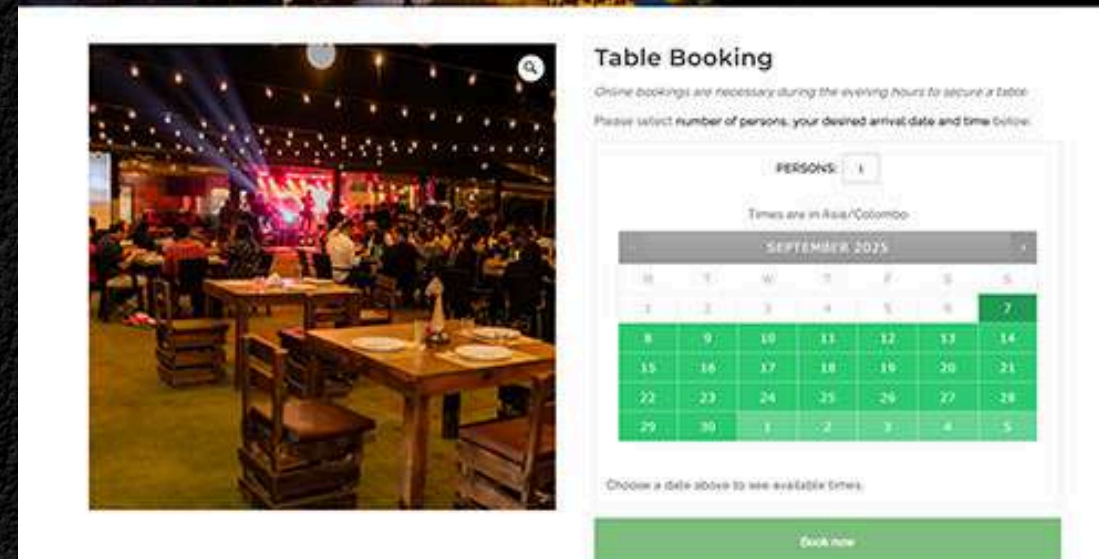 Table Booking
Online bookings are necessary during the evening hours to secure a table.
Please select number of persons, your desired arrival date and time below:
PERSONS: 1
Times are in Asia/Colombo
SEPTEMBER 2025
M T W T F S S
1 2 3 4 5 6 7
8 9 10 11 12 13 14
15 16 17 18 19 20 21
22 23 24 25 26 27 28
29 30 1 2 3 4 5
Choose a date above to see available times.
Book now